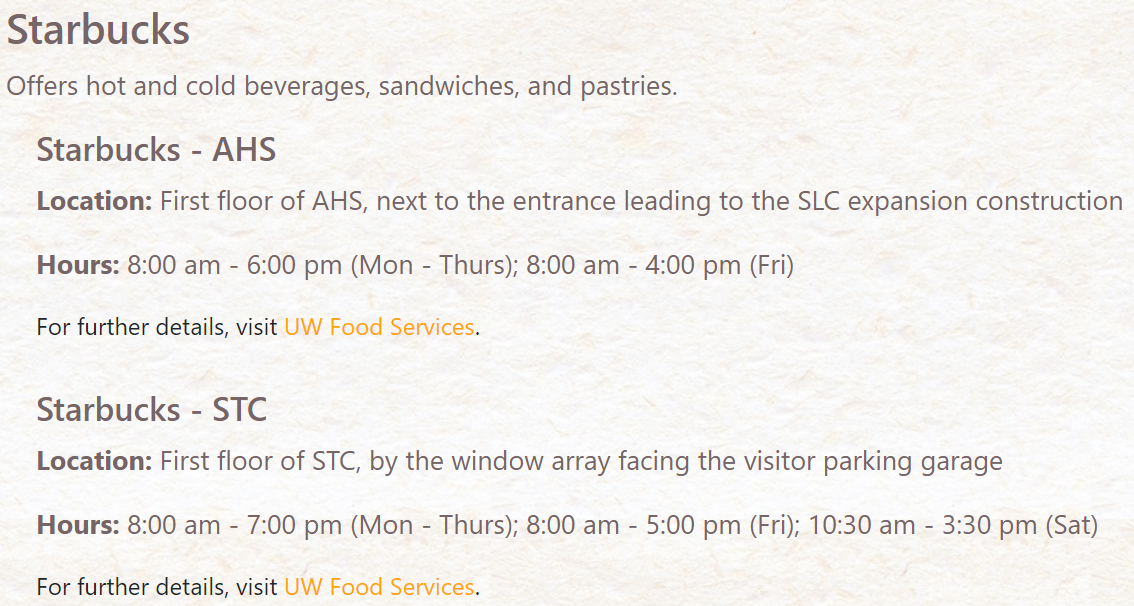 Starbucks
Offers hot and cold beverages, sandwiches, and pastries.
Starbucks - AHS
Location: First floor of AHS, next to the entrance leading to the SLC expansion construction
Hours: 8:00 am - 6:00 pm (Mon - Thurs); 8:00 am - 4:00 pm (Fri)
For further details, visit UW Food Services.
Starbucks - STC
Location: First floor of STC, by the window array facing the visitor parking garage
Hours: 8:00 am - 7:00 pm (Mon - Thurs); 8:00 am - 5:00 pm (Fri); 10:30 am - 3:30 pm (Sat)
For further details, visit UW Food Services.